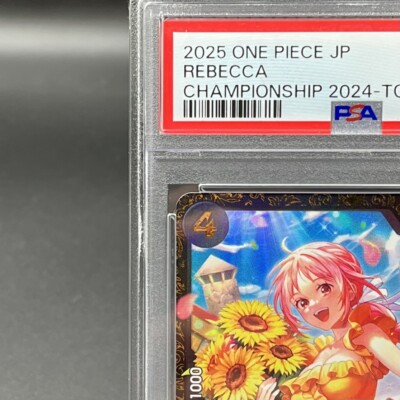 2025 ONE PIECE JP
REBECCA
CHAMPIONSHIP 2024-TO
PSA
4
1000